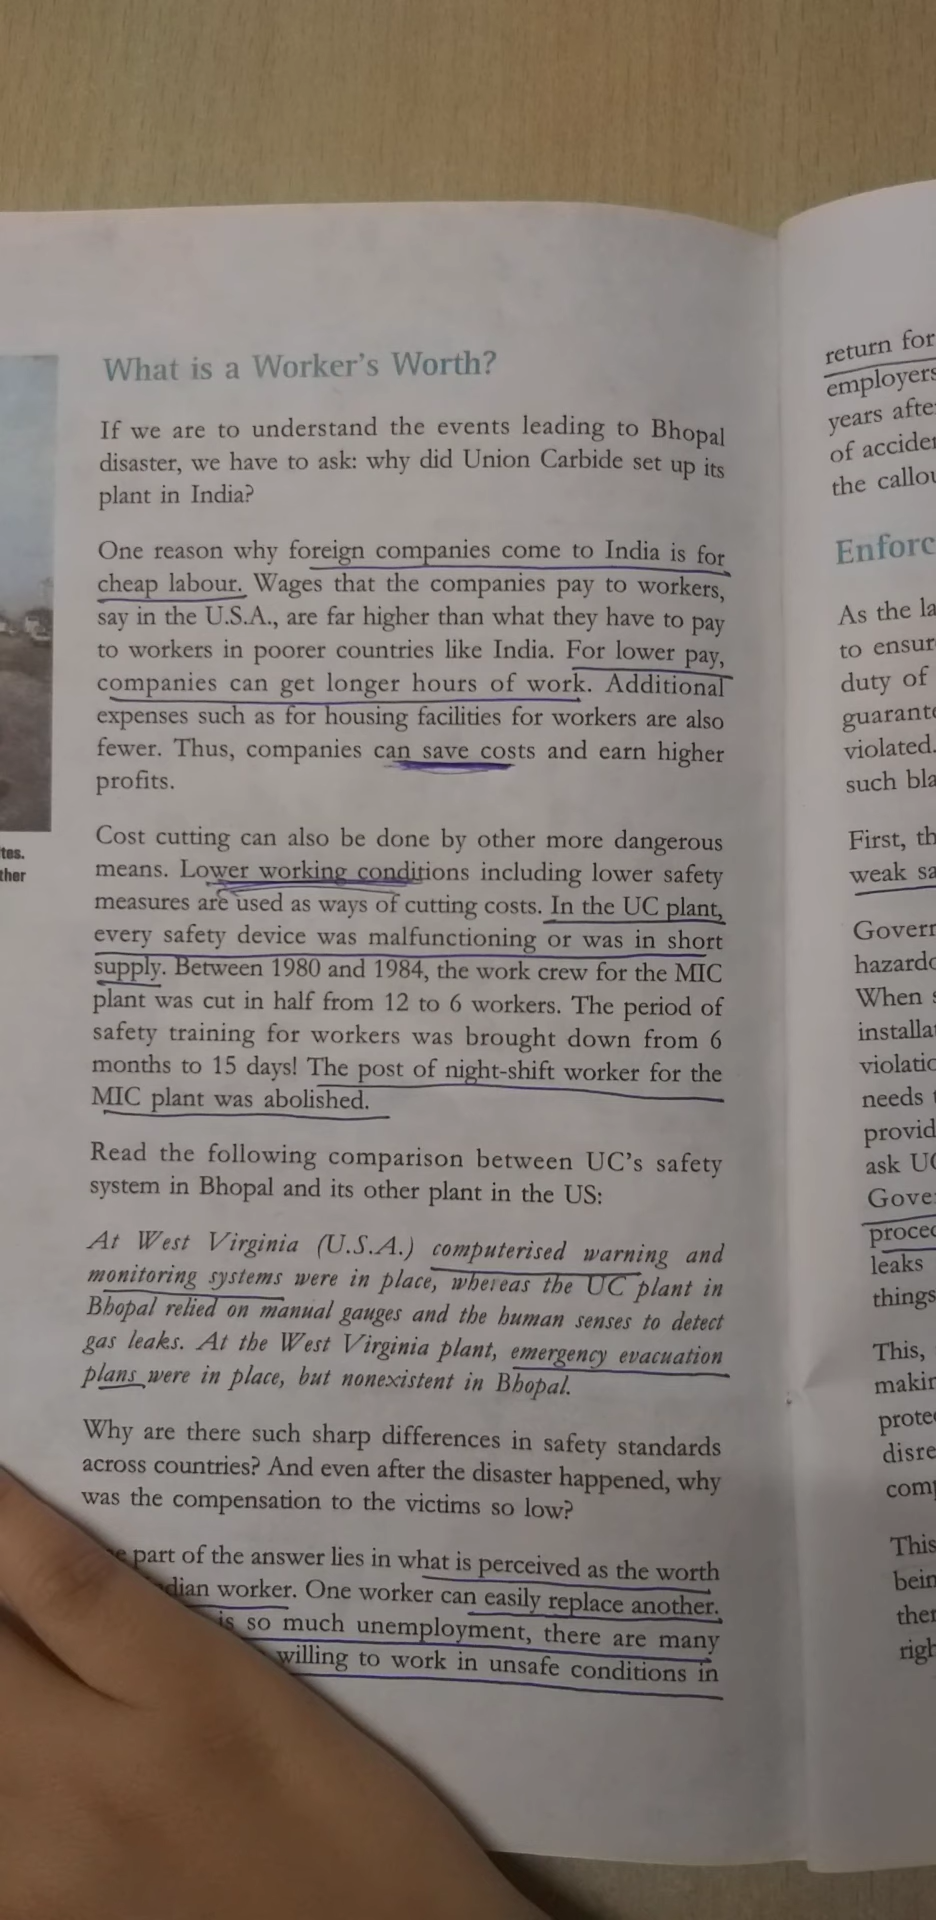 tes.
ther
What is a Worker's Worth?
If we are to understand the events leading to Bhopal
disaster, we have to ask: why did Union Carbide set up its
plant in India?
One reason why foreign companies come to India is for
cheap labour. Wages that the companies pay to workers,
say in the U.S.A., are far higher than what they have to pay
to workers in poorer countries like India. For lower pay,
companies can get longer hours of work. Additional
expenses such as for housing facilities for workers are also
fewer. Thus, companies can save costs and earn higher
profits.
Cost cutting can also be done by other more dangerous
means. Lower working conditions including lower safety
measures are used as ways of cutting costs. In the UC plant,
every safety device was malfunctioning or was in short
supply. Between 1980 and 1984, the work crew for the MIC
plant was cut in half from 12 to 6 workers. The period of
safety training for workers was brought down from 6
months to 15 days! The post of night-shift worker for the
MIC plant was abolished.
Read the following comparison between UC's safety
system in Bhopal and its other plant in the US:
At West Virginia (U.S.A.) computerised warning and
monitoring systems were in place, whereas the UC plant in
Bhopal relied on manual gauges and the human senses to detect
gas leaks. At the West Virginia plant, emergency evacuation
plans were in place, but nonexistent in Bhopal.
Why are there such sharp differences in safety standards
across countries? And even after the disaster happened, why
was the compensation to the victims so low?
part of the answer lies in what is perceived as the worth
dian worker. One worker can easily replace another.
is so much unemployment, there are many
willing to work in unsafe conditions in
return for
employers
years afte
of acciden
the callou
Enforc
As the la
to ensur
duty of
guarante
violated.
such bla
First, th
weak sa
Govern
hazardo
When s
installa
violatio
needs t
provid
ask UC
Gove
proced
leaks
things
This,
makin
prote
disre
comp
This
bein
ther
righ